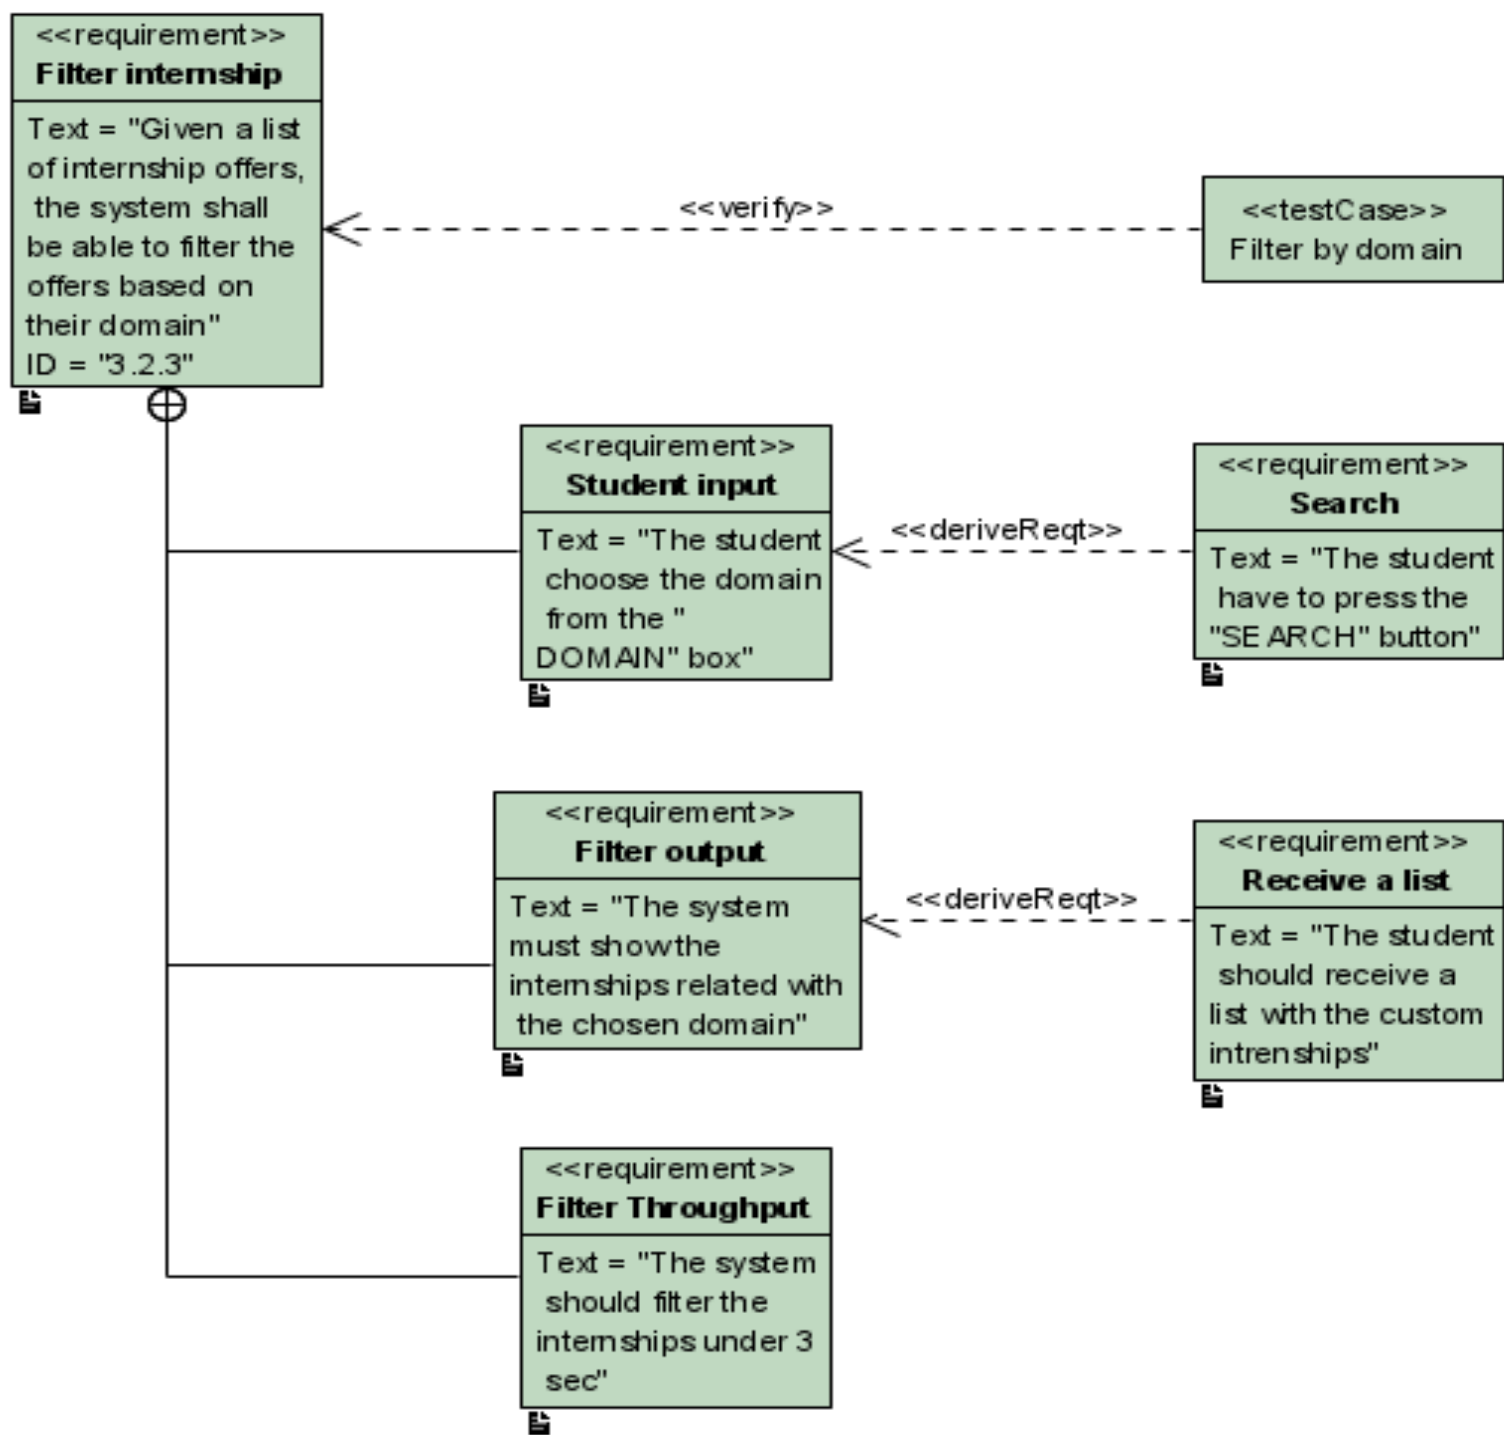 <<requirement>>
Filter internship
Text = "Given a list
of internship offers,
the system shall
be able to filter the
offers based on
their domain"
ID = "3.2.3"
<<verify>>
<<testCase>>
Filter by domain
<<requirement>>
Student input
Text = "The student
choose the domain
from the "
DOMAIN" box"
<<deriveReqt>>
<<requirement>>
Search
Text = "The student
have to press the
"SEARCH" button"
<<requirement>>
Filter output
Text = "The system
must show the
internships related with
the chosen domain"
<<deriveReqt>>
<<requirement>>
Receive a list
Text = "The student
should receive a
list with the custom
intrenships"
<<requirement>>
Filter Throughput
Text = "The system
should filter the
internships under 3
sec"